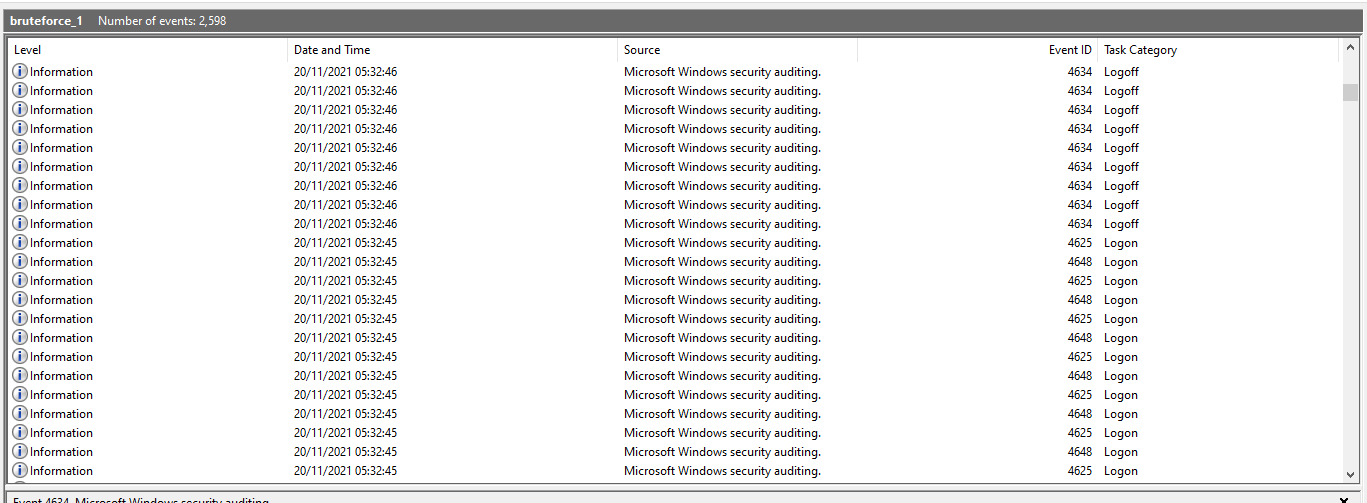 bruteforce_1 Number of events: 2,598
Level Date and Time Source Event ID Task Category
Information 20/11/2021 05:32:46 Microsoft Windows security auditing. 4634 Logoff
Information 20/11/2021 05:32:46 Microsoft Windows security auditing. 4634 Logoff
Information 20/11/2021 05:32:46 Microsoft Windows security auditing. 4634 Logoff
Information 20/11/2021 05:32:46 Microsoft Windows security auditing. 4634 Logoff
Information 20/11/2021 05:32:46 Microsoft Windows security auditing. 4634 Logoff
Information 20/11/2021 05:32:46 Microsoft Windows security auditing. 4634 Logoff
Information 20/11/2021 05:32:46 Microsoft Windows security auditing. 4634 Logoff
Information 20/11/2021 05:32:46 Microsoft Windows security auditing. 4634 Logoff
Information 20/11/2021 05:32:46 Microsoft Windows security auditing. 4634 Logoff
Information 20/11/2021 05:32:45 Microsoft Windows security auditing. 4625 Logon
Information 20/11/2021 05:32:45 Microsoft Windows security auditing. 4648 Logon
Information 20/11/2021 05:32:45 Microsoft Windows security auditing. 4625 Logon
Information 20/11/2021 05:32:45 Microsoft Windows security auditing. 4648 Logon
Information 20/11/2021 05:32:45 Microsoft Windows security auditing. 4625 Logon
Information 20/11/2021 05:32:45 Microsoft Windows security auditing. 4648 Logon
Information 20/11/2021 05:32:45 Microsoft Windows security auditing. 4625 Logon
Information 20/11/2021 05:32:45 Microsoft Windows security auditing. 4648 Logon
Information 20/11/2021 05:32:45 Microsoft Windows security auditing. 4625 Logon
Information 20/11/2021 05:32:45 Microsoft Windows security auditing. 4648 Logon
Information 20/11/2021 05:32:45 Microsoft Windows security auditing. 4625 Logon
Information 20/11/2021 05:32:45 Microsoft Windows security auditing. 4648 Logon
Information 20/11/2021 05:32:45 Microsoft Windows security auditing. 4625 Logon
Event 4634, Microsoft Windows security auditing.